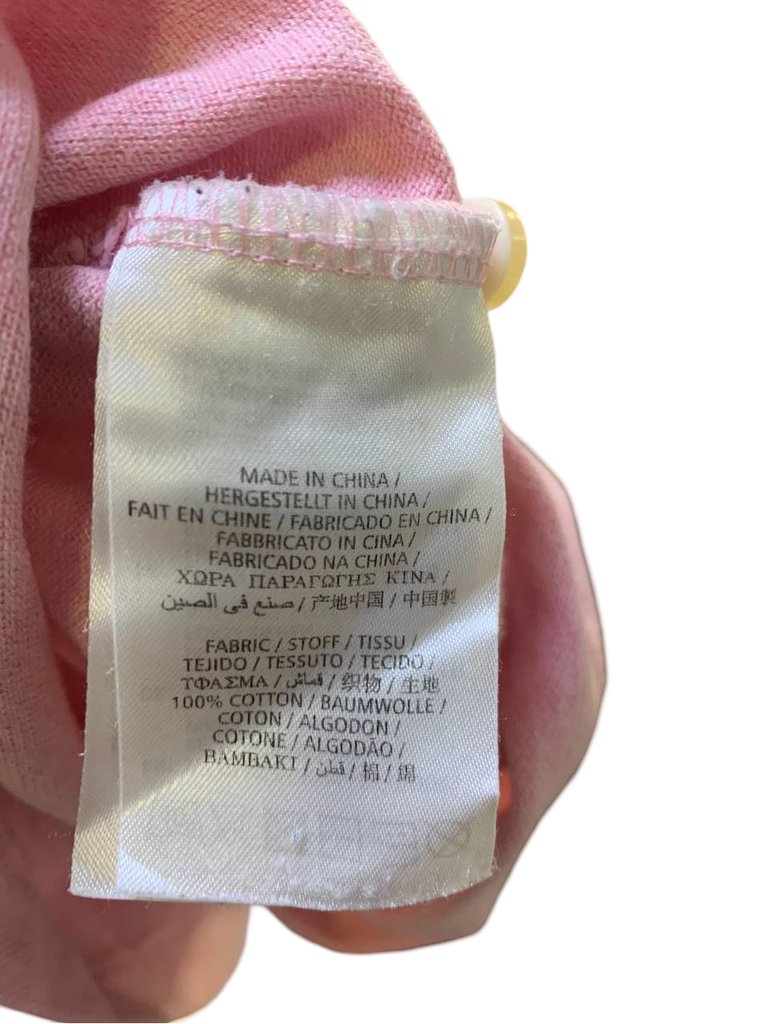 MADE IN CHINA /
HERGESTELLT IN CHINA /
FAIT EN CHINE / FABRICADO EN CHINA /
FABBRICATO IN CINA /
FABRICADO NA CHINA /
ΧΩΡΑ ΠΑΡΑΓΩΓΗΣ ΚΙΝΑ /
صنع في الصين / 产地中国 / 中国製
FABRIC / STOFF / TISSU /
TEJIDO / TESSUTO / TECIDO /
ΤΦΑΣΜΑ / قماش / 织物 / 生地
100% COTTON / BAUMWOLLE /
COTON / ALGODON /
COTONE / ALGODÃO /
ΒΑΜΒΑΚΙ / قطن / 棉 / 綿